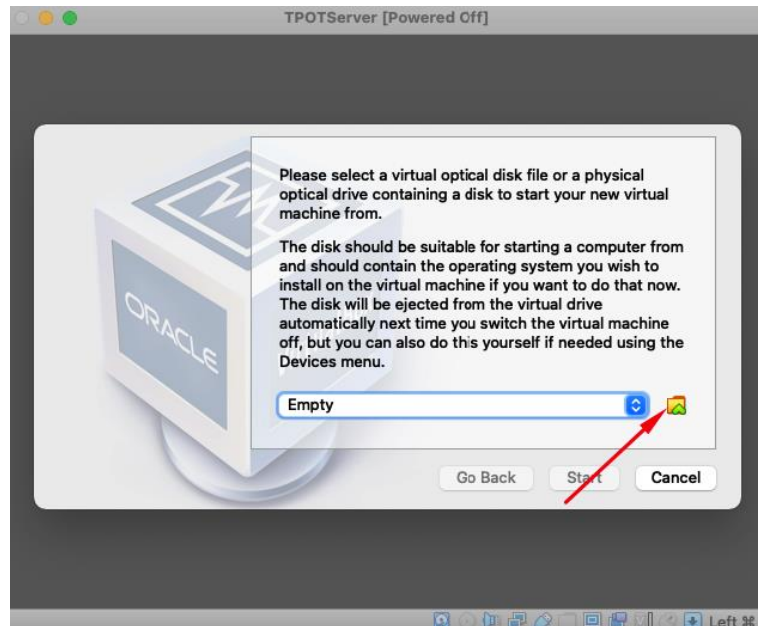 TPOTServer [Powered Off]
Please select a virtual optical disk file or a physical
optical drive containing a disk to start your new virtual
machine from.
The disk should be suitable for starting a computer from
and should contain the operating system you wish to
install on the virtual machine if you want to do that now.
The disk will be ejected from the virtual drive
automatically next time you switch the virtual machine
off, but you can also do this yourself if needed using the
Devices menu.
ORACLE
Empty
Go Back
Start
Cancel
Left ⌘